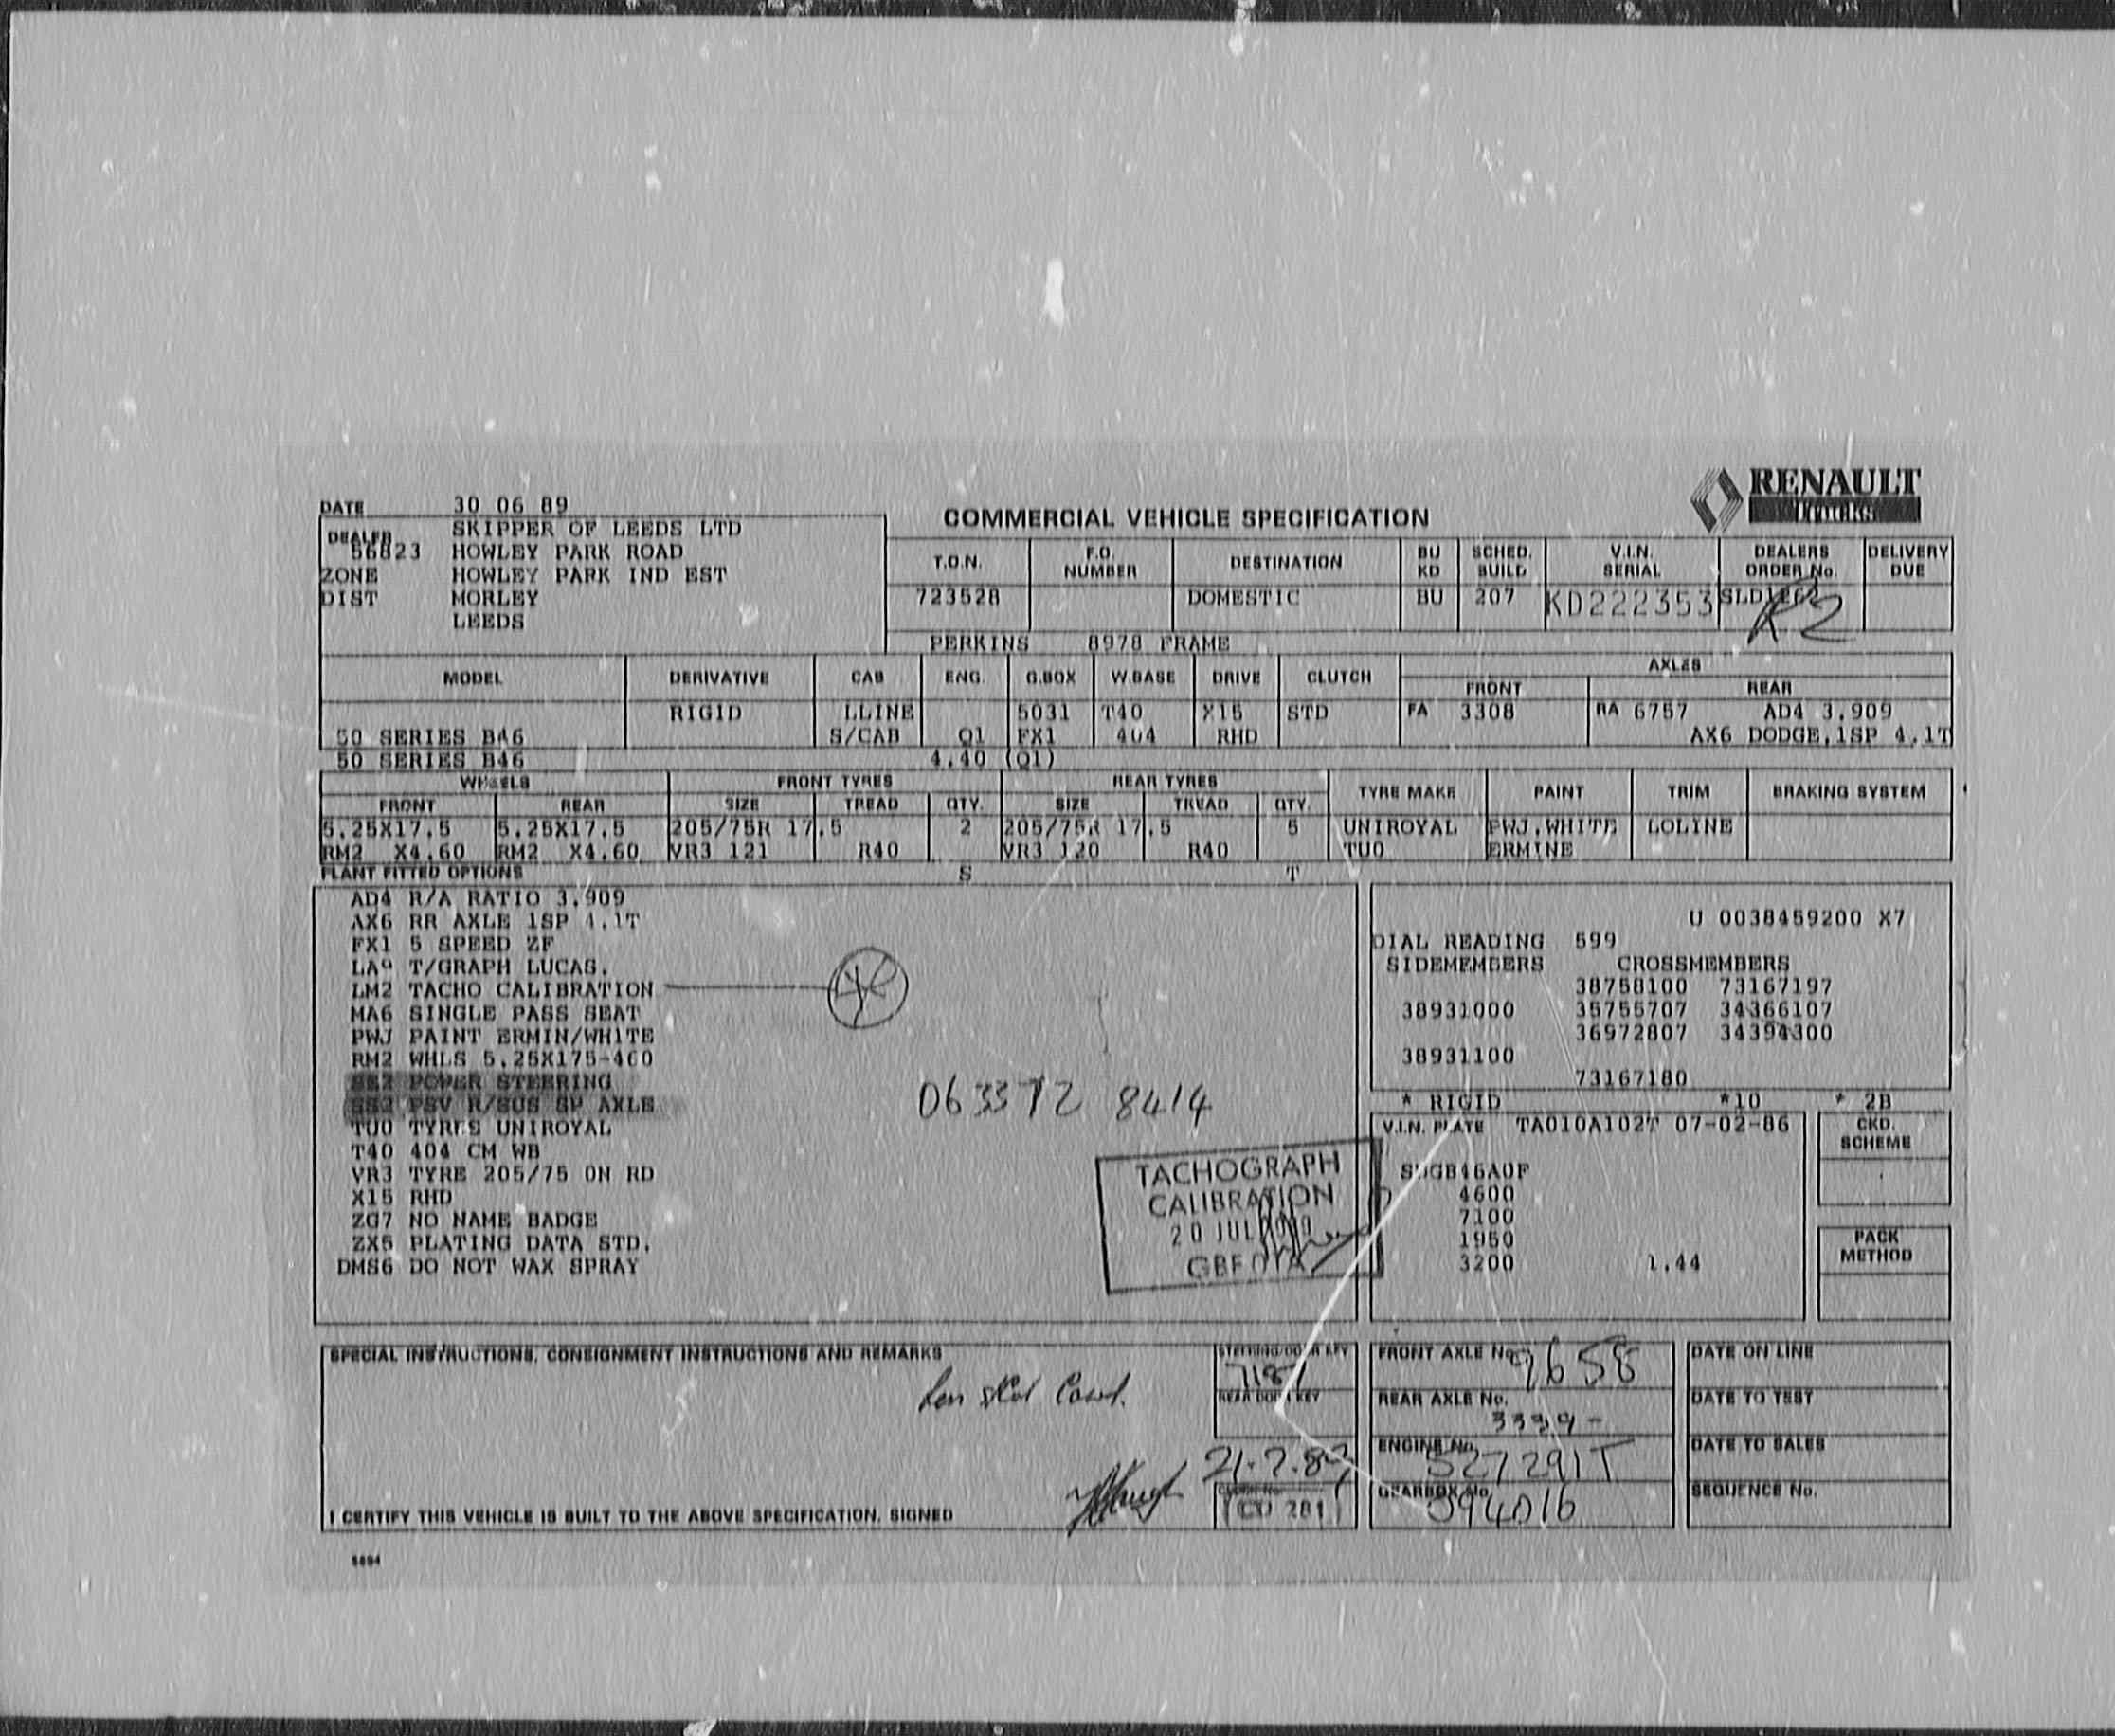 RENAULT
Trucks
DATE 30 06 89
COMMERCIAL VEHICLE SPECIFICATION
DEALER 56823
SKIPPER OF LEEDS LTD
HOWLEY PARK ROAD
ZONE HOWLEY PARK IND EST
DIST MORLEY
LEEDS
T.O.N. F.O. NUMBER DESTINATION BU KD SCHED. BUILD V.I.N. SERIAL DEALERS ORDER No. DELIVERY DUE
723528 DOMESTIC BU 207 KD222353 R2
PERKINS 8978 FRAME
MODEL DERIVATIVE CAB ENG. G.BOX W.BASE DRIVE CLUTCH AXLES
FRONT REAR
RIGID LLINE 5031 T40 X15 STD FA 3308 RA 6757 AD4 3.909
50 SERIES B46 S/CAB Q1 FX1 404 RHD AX6 DODGE,1SP 4.1T
50 SERIES B46 4.40 (Q1)
WHEELS FRONT TYRES REAR TYRES TYRE MAKE PAINT TRIM BRAKING SYSTEM
FRONT REAR SIZE TREAD QTY. SIZE TREAD QTY.
5.25X17.5 5.25X17.5 205/75R 17.5 2 205/75R 17.5 5 UNIROYAL PWJ.WHITE LOLINE
RM2 X4.60 RM2 X4.60 VR3 121 R40 VR3 120 R40 TU0 ERMINE
PLANT FITTED OPTIONS S T
AD4 R/A RATIO 3.909
AX6 RR AXLE 1SP 4.1T
FX1 5 SPEED ZF
LA9 T/GRAPH LUCAS.
LM2 TACHO CALIBRATION
MA6 SINGLE PASS SEAT
PWJ PAINT ERMIN/WHITE
RM2 WHLS 5.25X175-460
POWER STEERING
PSV R/SUS SP AXLE
TU0 TYRES UNIROYAL
T40 404 CM WB
VR3 TYRE 205/75 ON RD
X15 RHD
ZG7 NO NAME BADGE
ZX5 PLATING DATA STD.
DMS6 DO NOT WAX SPRAY
063372 8414
TACHOGRAPH
CALIBRATION
20 JUL
U 0038459200 X7
DIAL READING 599
SIDEMEMBERS CROSSMEMBERS
38758100 73167197
38931000 35755707 34366107
36972807 34394300
38931100
73167180
* RIGID *10 * 2B
V.I.N. PLATE TA010A102T 07-02-86
4600
7100
1950
3200 1.44
CKD. SCHEME
PACK METHOD
SPECIAL INSTRUCTIONS, CONSIGNMENT INSTRUCTIONS AND REMARKS
STEERING/DOOR KEY
7187
REAR DOOR KEY
21.7.89
I CERTIFY THIS VEHICLE IS BUILT TO THE ABOVE SPECIFICATION. SIGNED
CU 281
FRONT AXLE No. 9658
REAR AXLE No. 3339-
ENGINE No. 527291T
GEARBOX No. 394016
DATE ON LINE
DATE TO TEST
DATE TO SALES
SEQUENCE No.
5694